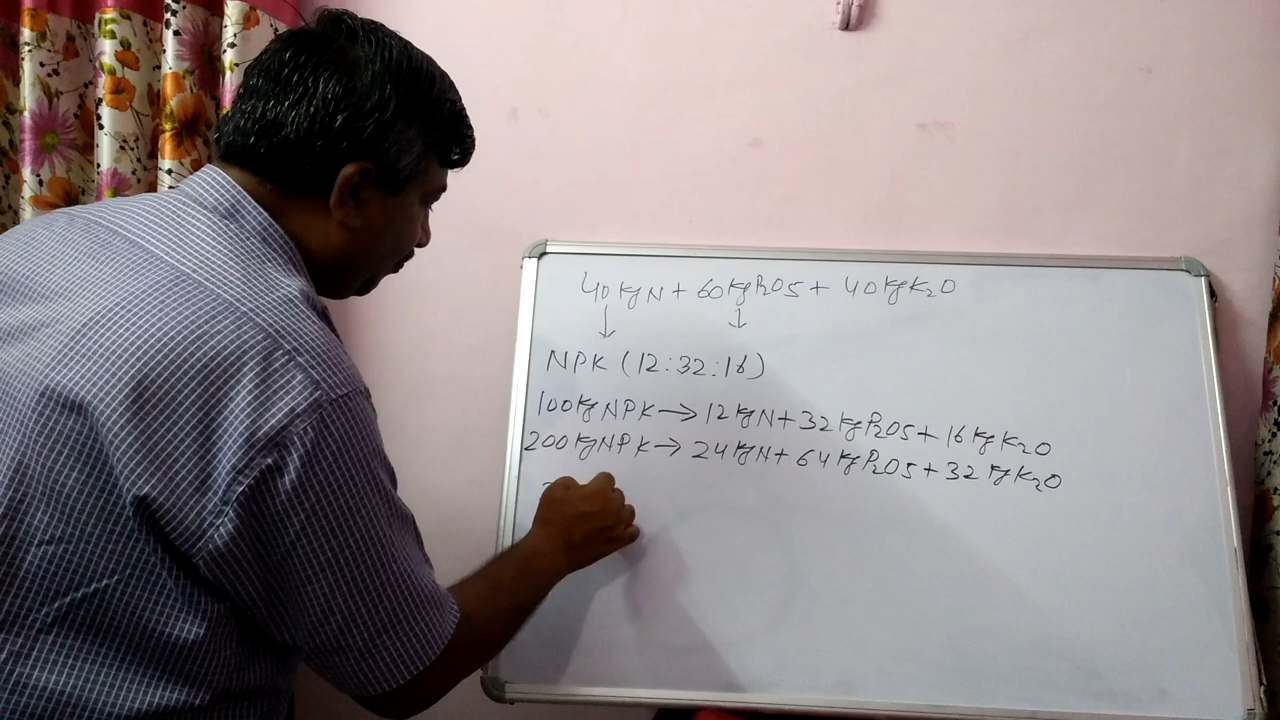 40 kg N + 60 kg P2O5 + 40 kg K2O
↓ ↓
NPK (12:32:16)
100 kg NPK → 12 kg N + 32 kg P2O5 + 16 kg K2O
200 kg NPK → 24 kg N + 64 kg P2O5 + 32 kg K2O